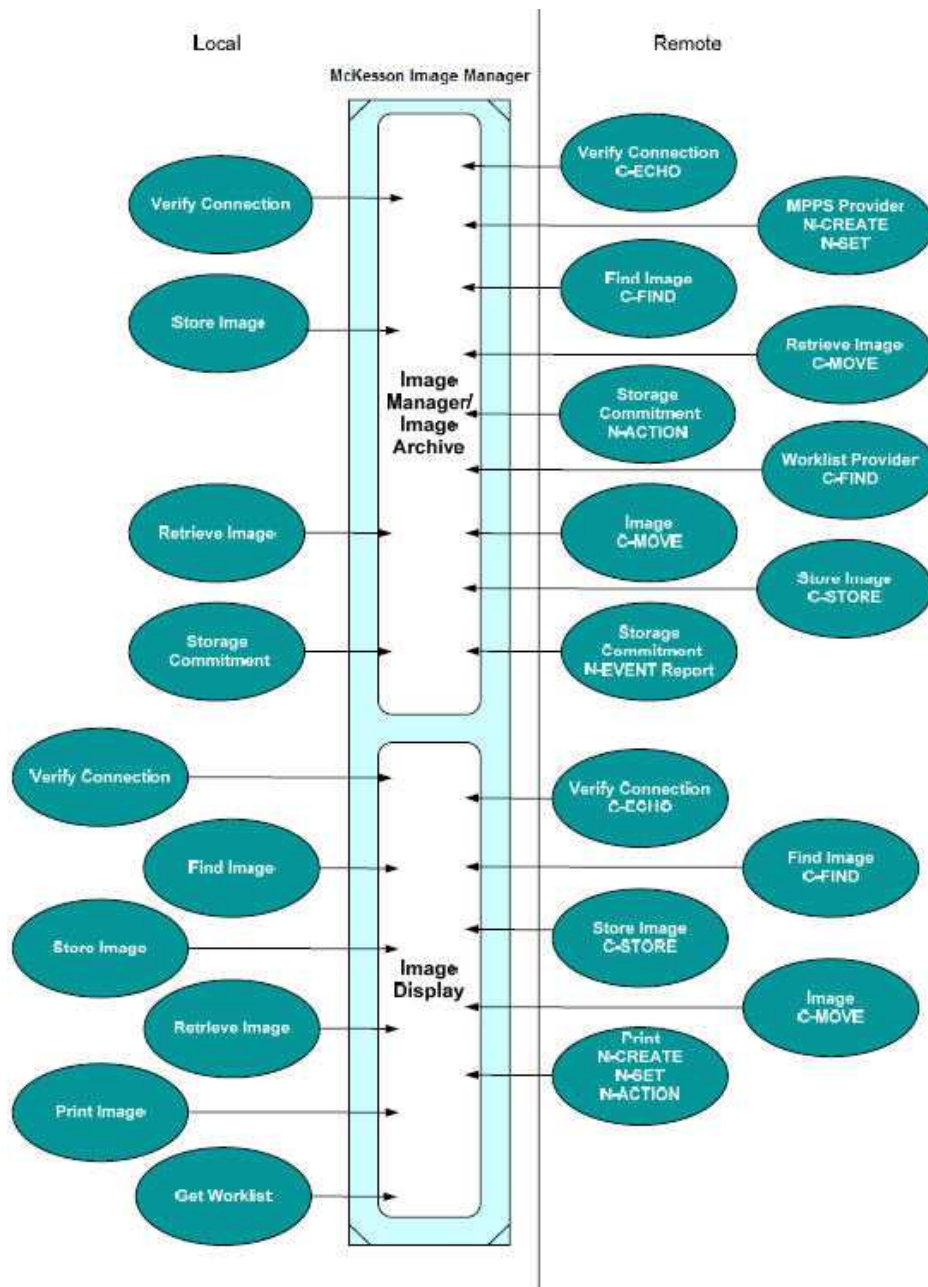 Local
Remote
McKesson Image Manager
Verify Connection
C-ECHO
Verify Connection
MPPS Provider
N-CREATE
N-SET
Find Image
C-FIND
Store Image
Retrieve Image
C-MOVE
Image
Manager/
Image
Archive
Storage
Commitment
N-ACTION
Worklist Provider
C-FIND
Retrieve Image
Image
C-MOVE
Store Image
C-STORE
Storage
Commitment
Storage
Commitment
N-EVENT Report
Verify Connection
Verify Connection
C-ECHO
Find Image
Find Image
C-FIND
Store Image
Store Image
C-STORE
Image
Display
Retrieve Image
Image
C-MOVE
Print
N-CREATE
N-SET
N-ACTION
Print Image
Get Worklist